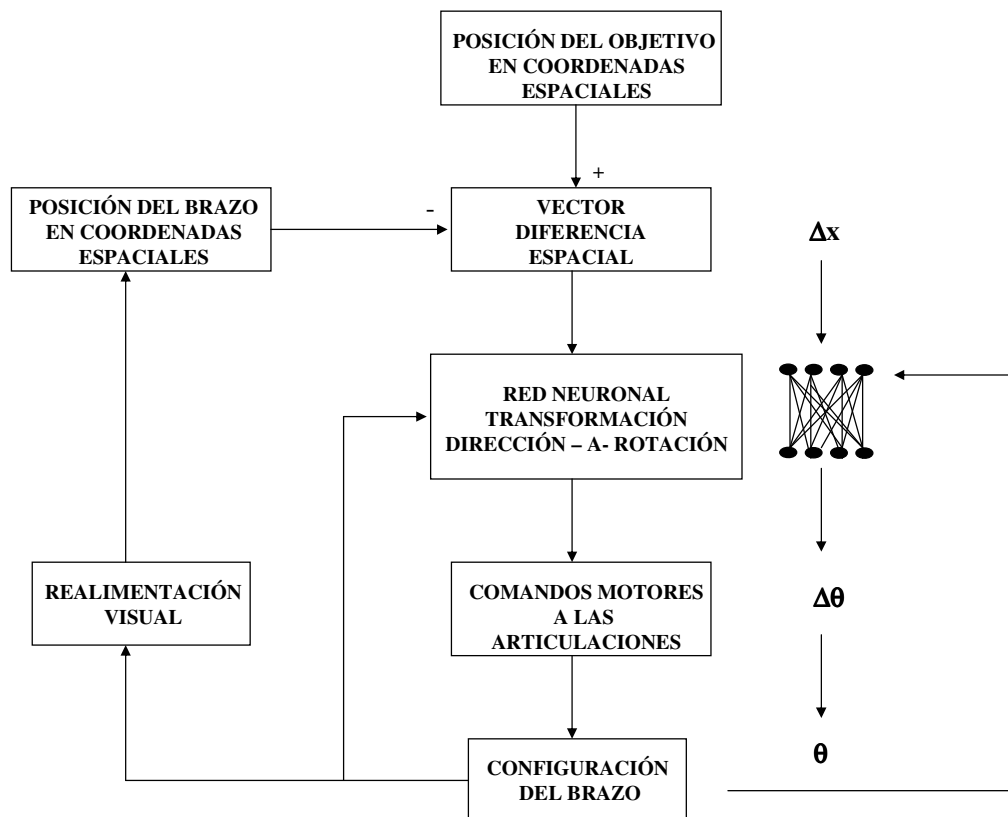 POSICIÓN DEL OBJETIVO
EN COORDENADAS
ESPACIALES
+
POSICIÓN DEL BRAZO
EN COORDENADAS
ESPACIALES
-
VECTOR
DIFERENCIA
ESPACIAL
Δx
RED NEURONAL
TRANSFORMACIÓN
DIRECCIÓN – A- ROTACIÓN
REALIMENTACIÓN
VISUAL
COMANDOS MOTORES
A LAS
ARTICULACIONES
Δθ
CONFIGURACIÓN
DEL BRAZO
θ